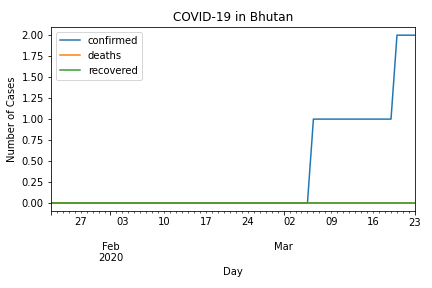 COVID-19 in Bhutan
confirmed
deaths
recovered
Number of Cases
2.00
1.75
1.50
1.25
1.00
0.75
0.50
0.25
0.00
27 03 10 17 24 02 09 16 23
Feb Mar
2020
Day